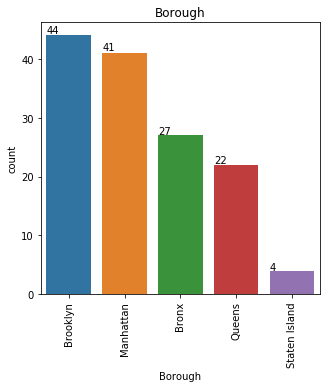 Borough
44
41
27
22
4
40
30
20
10
0
count
Brooklyn
Manhattan
Bronx
Queens
Staten Island
Borough